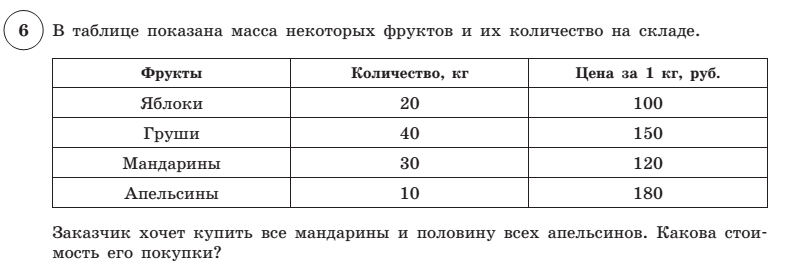 6 В таблице показана масса некоторых фруктов и их количество на складе.
Фрукты Количество, кг Цена за 1 кг, руб.
Яблоки 20 100
Груши 40 150
Мандарины 30 120
Апельсины 10 180
Заказчик хочет купить все мандарины и половину всех апельсинов. Какова стои-
мость его покупки?